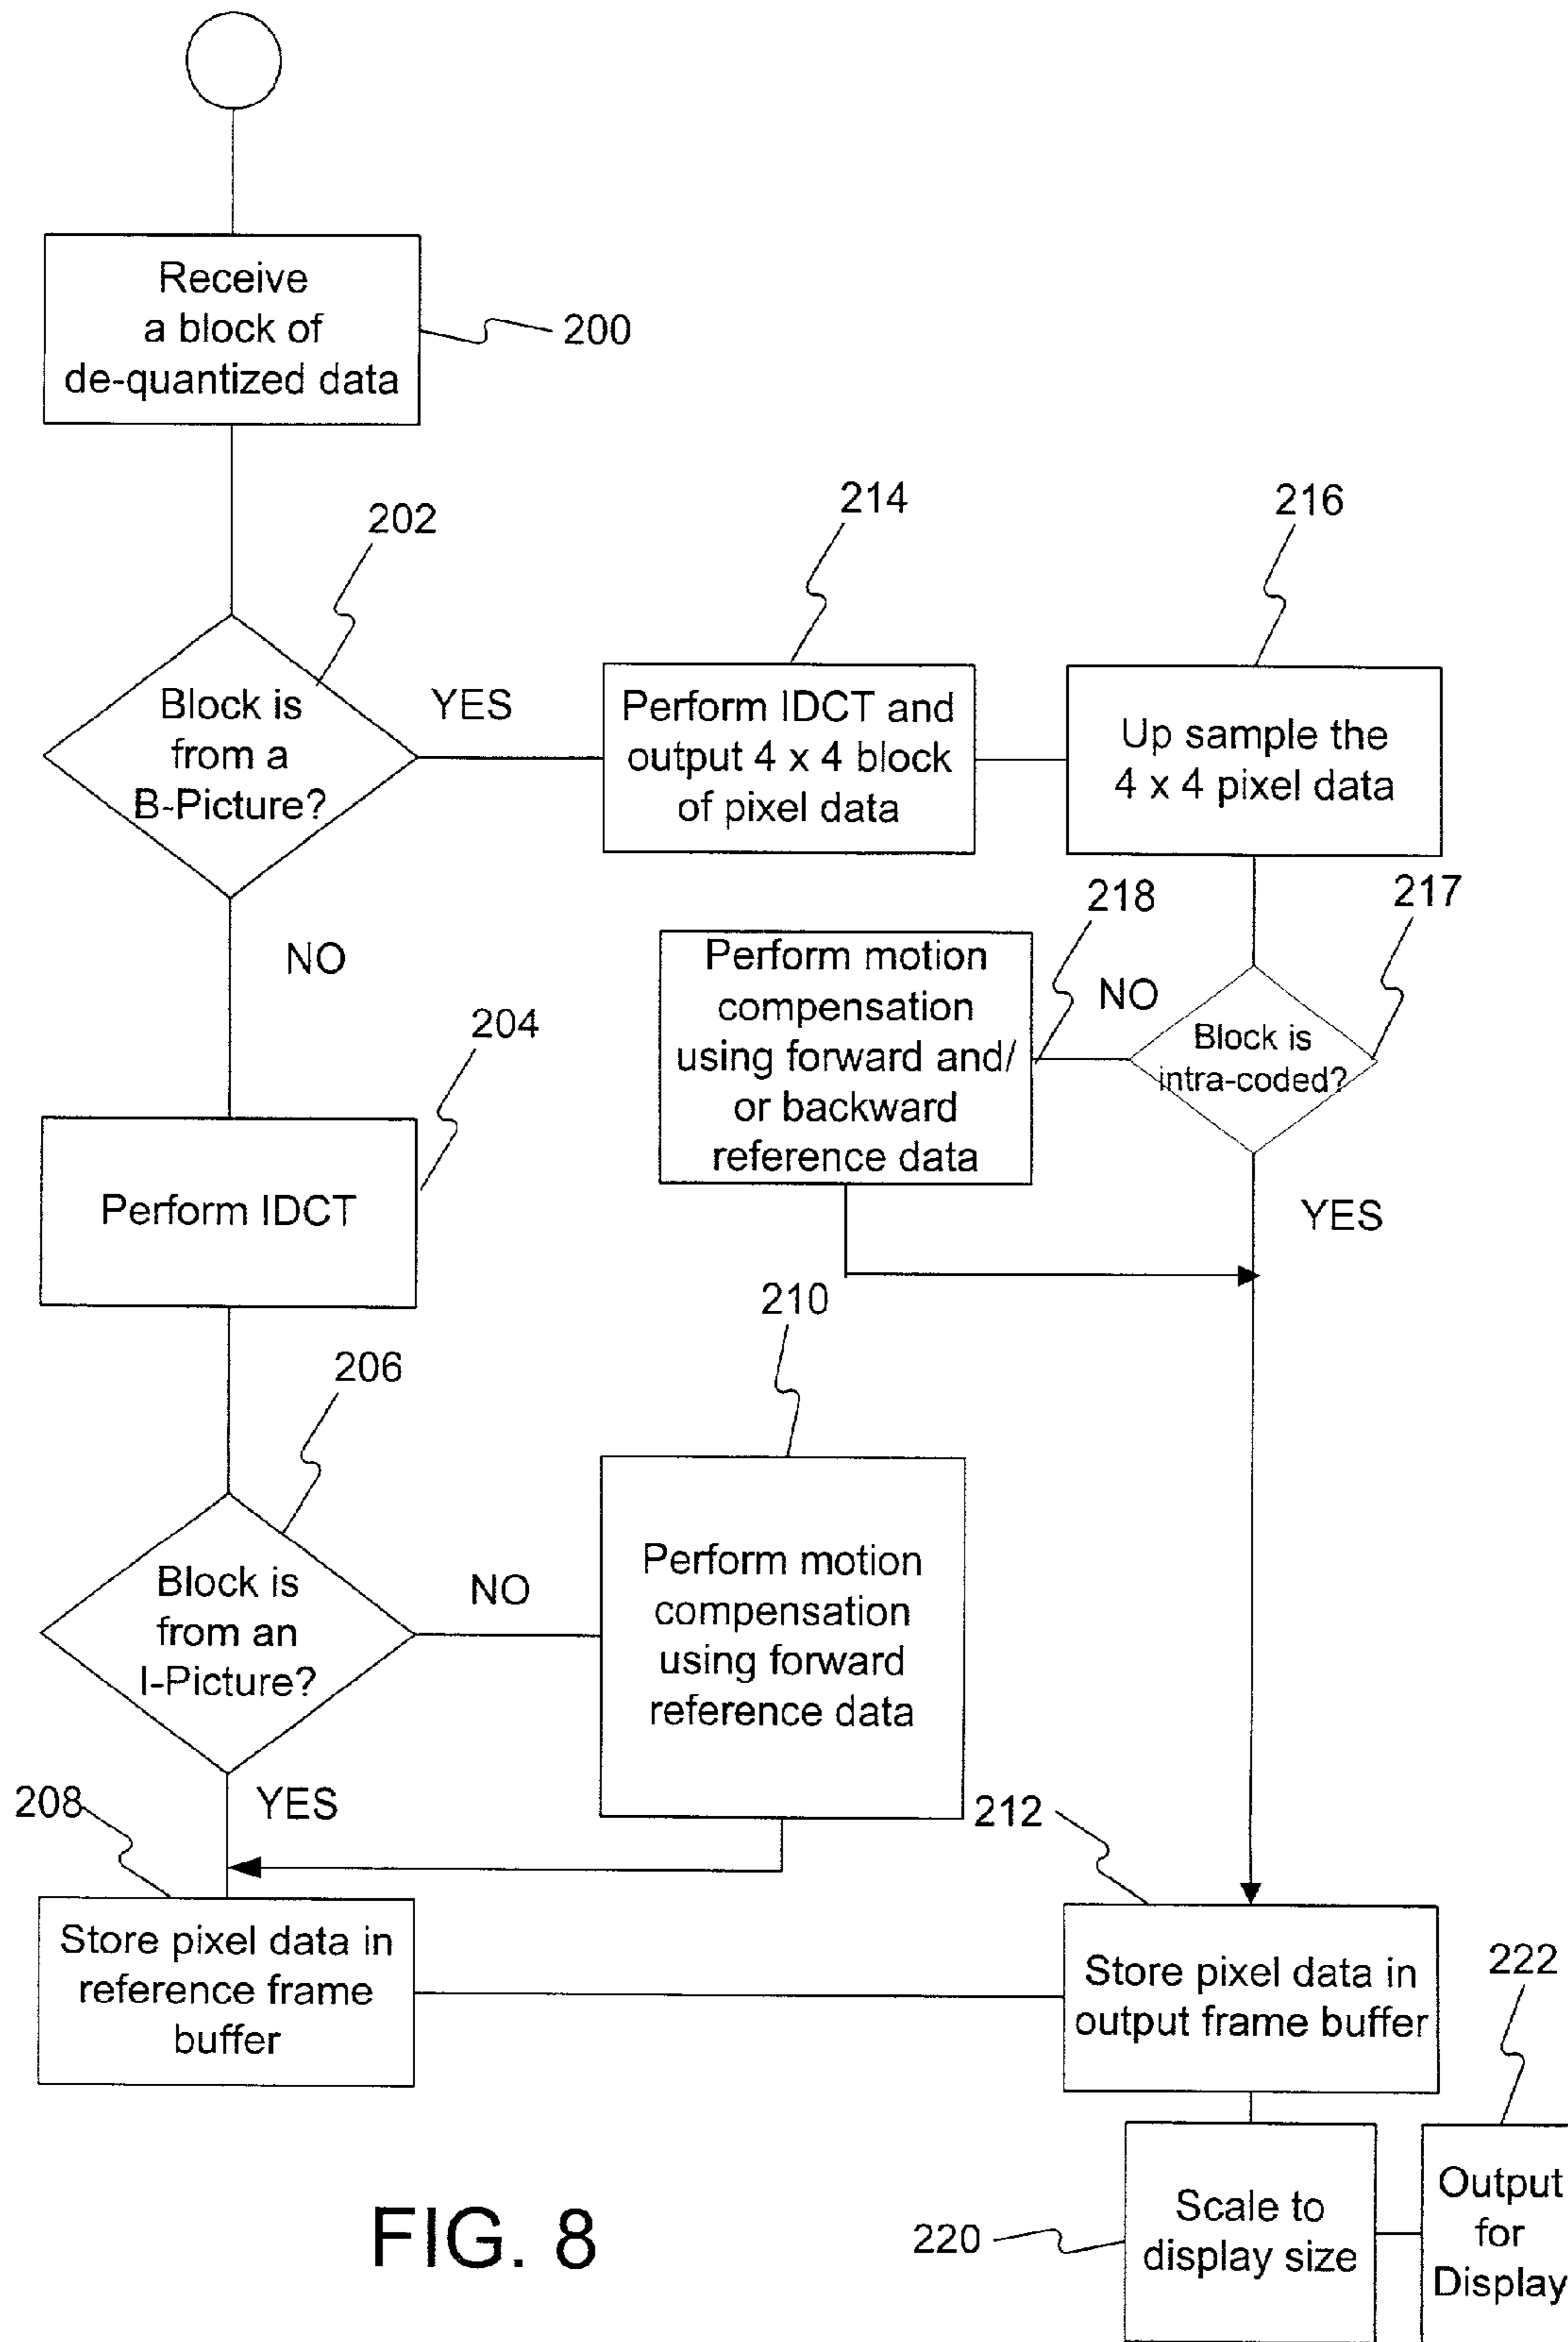 Receive
a block of
de-quantized data
200
202
Block is
from a
B-Picture?
YES
NO
214
Perform IDCT and
output 4 x 4 block
of pixel data
216
Up sample the
4 x 4 pixel data
218
217
Perform motion
compensation
using forward and/
or backward
reference data
NO
Block is
intra-coded?
YES
204
Perform IDCT
206
Block is
from an
I-Picture?
NO
YES
210
Perform motion
compensation
using forward
reference data
208
Store pixel data in
reference frame
buffer
212
Store pixel data in
output frame buffer
222
220
Scale to
display size
Output
for
Display
FIG. 8